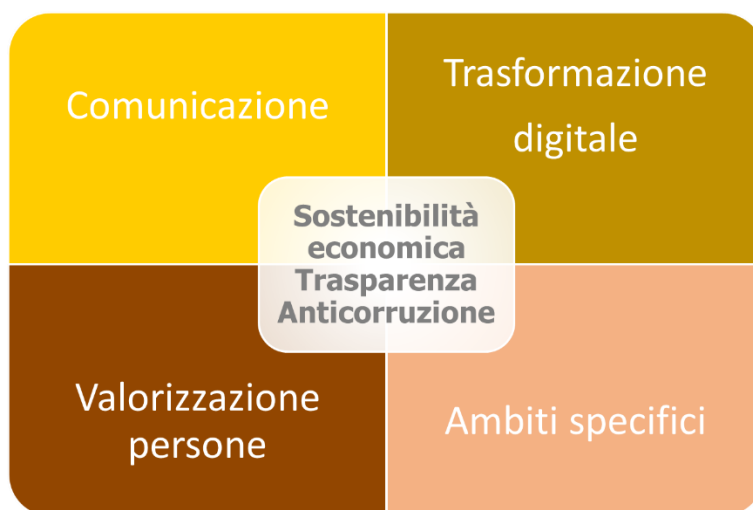 Comunicazione
Trasformazione
digitale
Sostenibilità
economica
Trasparenza
Anticorruzione
Valorizzazione
persone
Ambiti specifici